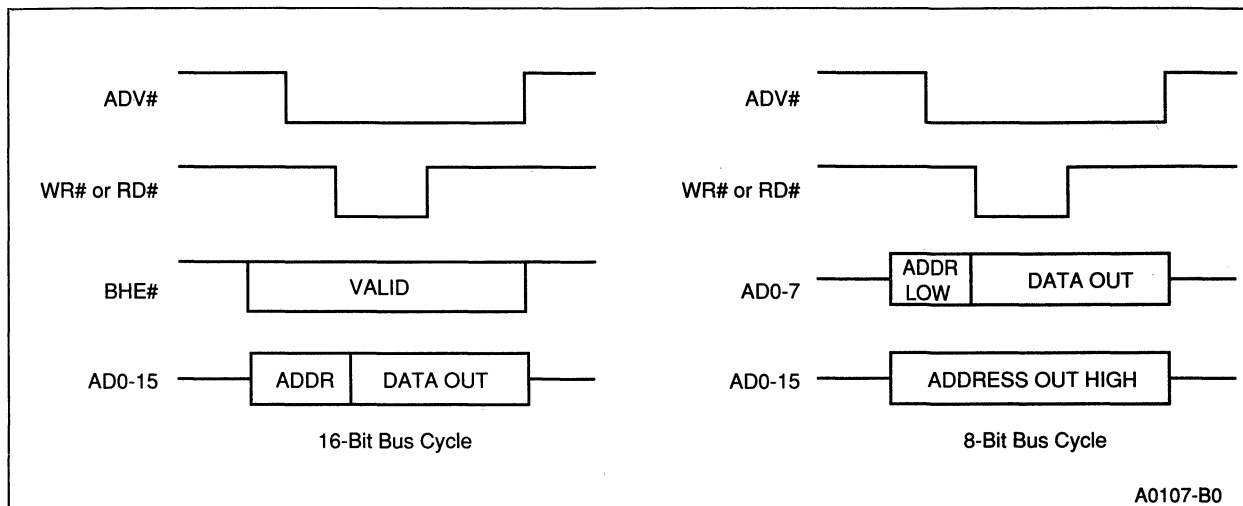 ADV#
WR# or RD#
BHE#
VALID
AD0-15
ADDR
DATA OUT
16-Bit Bus Cycle
ADV#
WR# or RD#
AD0-7
ADDR
LOW
DATA OUT
AD0-15
ADDRESS OUT HIGH
8-Bit Bus Cycle
A0107-B0